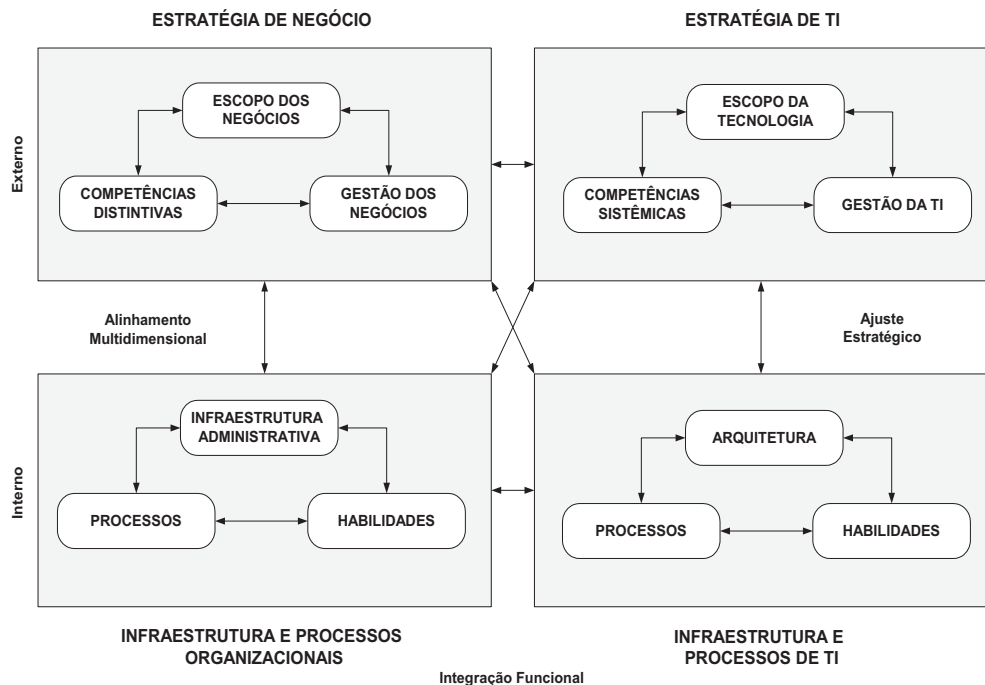 ESTRATÉGIA DE NEGÓCIO
ESTRATÉGIA DE TI
Externo
ESCOPO DOS
NEGÓCIOS
COMPETÊNCIAS
DISTINTIVAS
GESTÃO DOS
NEGÓCIOS
ESCOPO DA
TECNOLOGIA
COMPETÊNCIAS
SISTÊMICAS
GESTÃO DA TI
Alinhamento
Multidimensional
Ajuste
Estratégico
Interno
INFRAESTRUTURA
ADMINISTRATIVA
PROCESSOS
HABILIDADES
ARQUITETURA
PROCESSOS
HABILIDADES
INFRAESTRUTURA E PROCESSOS
ORGANIZACIONAIS
INFRAESTRUTURA E
PROCESSOS DE TI
Integração Funcional